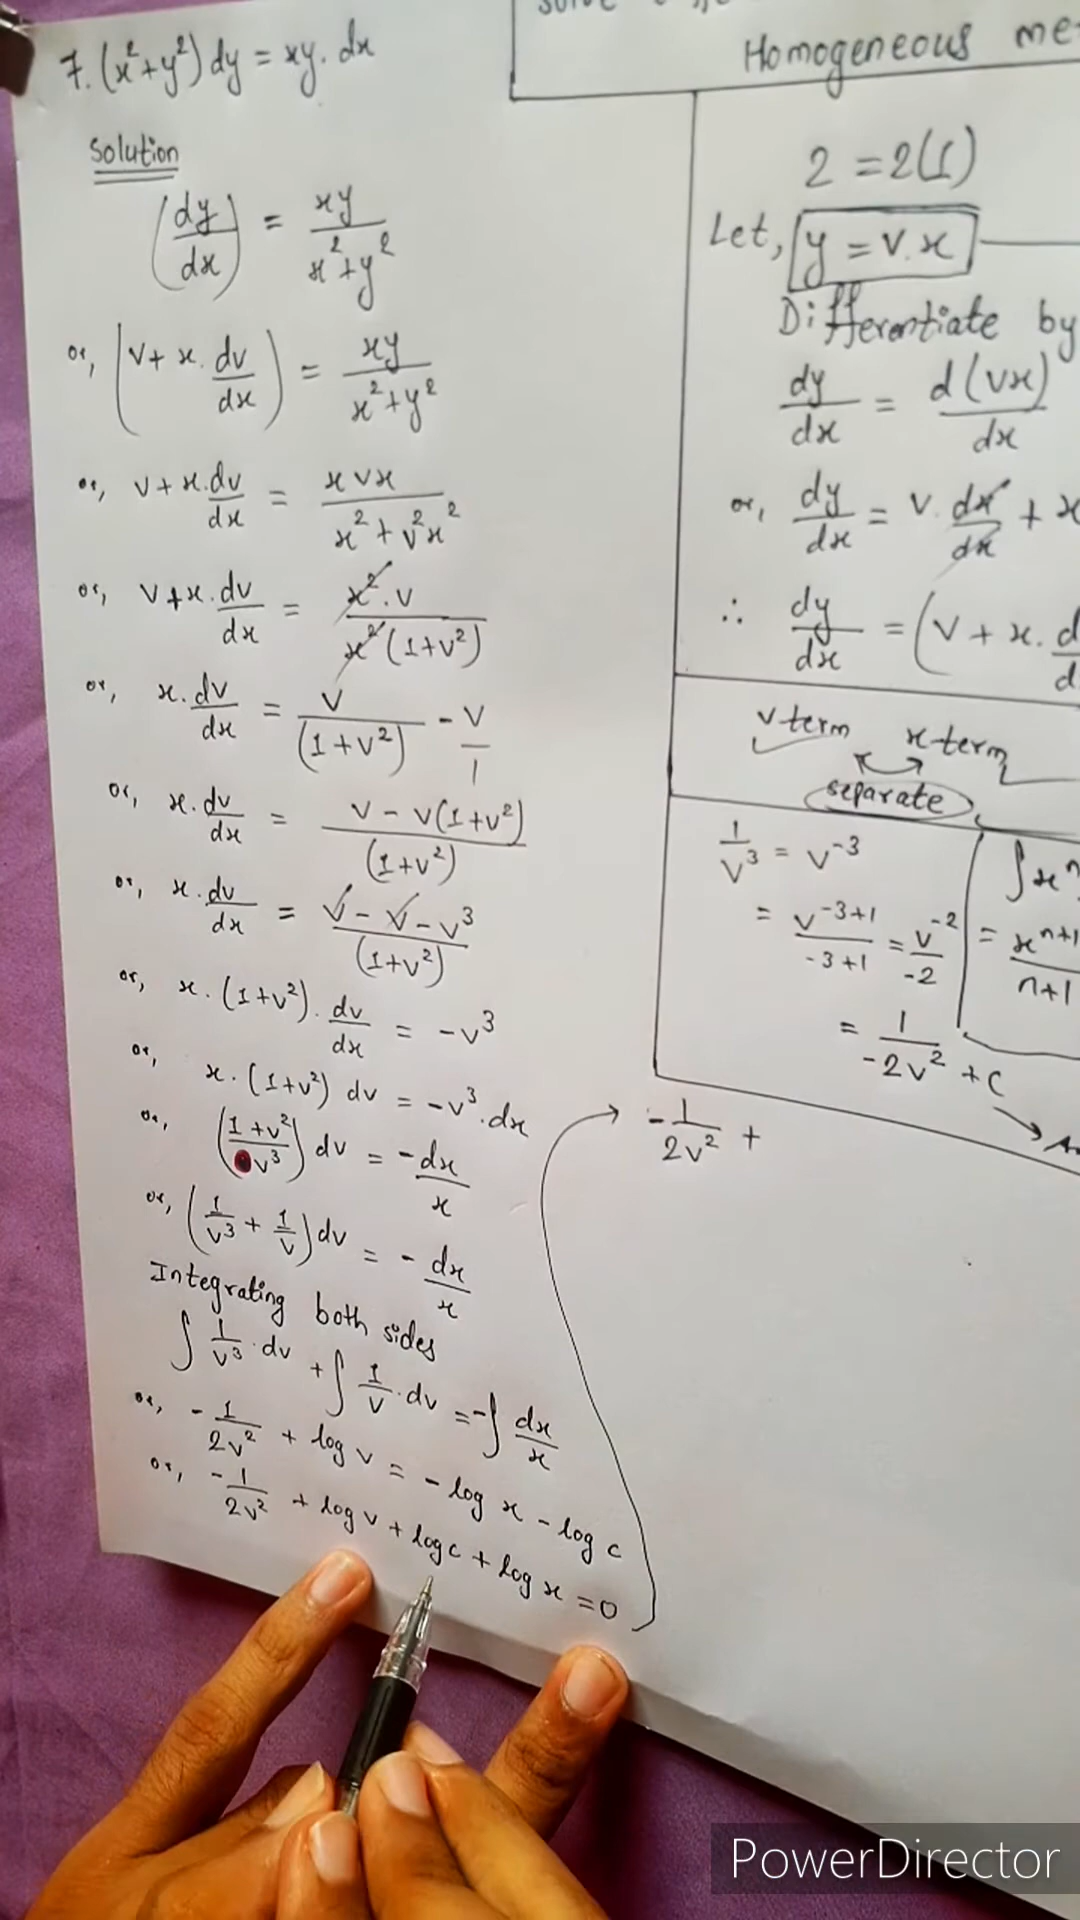 7. (x²+y²) dy = xy. dx
Solution
(dy/dx) = xy/x²+y²
or, (v+ x. dv/dx) = xy/x²+y²
or, v+x.dv/dx = x vx/x²+v²x²
or, v+x.dv/dx = x².v/x²(1+v²)
or, x.dv/dx = v/(1+v²) - v/1
or, x.dv/dx = v - v(1+v²)/(1+v²)
or, x.dv/dx = v - v - v³/(1+v²)
or, x.(1+v²). dv/dx = -v³
or, x.(1+v²) dv = -v³.dx
or, (1+v²/v³) dv = -dx/x
or, (1/v³ + 1/v) dv = - dx/x
Integrating both sides
∫ 1/v³ .dv + ∫ 1/v .dv = -∫ dx/x
or, - 1/2v² + log v = - log x - log c
or, - 1/2v² + log v + log c + log x = 0
Homogeneous me
2 = 2(1)
Let, y = v.x
Differentiate by
dy/dx = d(vx)/dx
or, dy/dx = v. dx/dx + x
∴ dy/dx = (v + x. d/d
v term x-term
separate
1/v³ = v⁻³
= v⁻³⁺¹/-3+1 = v⁻²/-2
= 1/-2v² + c
∫xⁿ
= xⁿ⁺¹/n+1
- 1/2v² +
PowerDirector